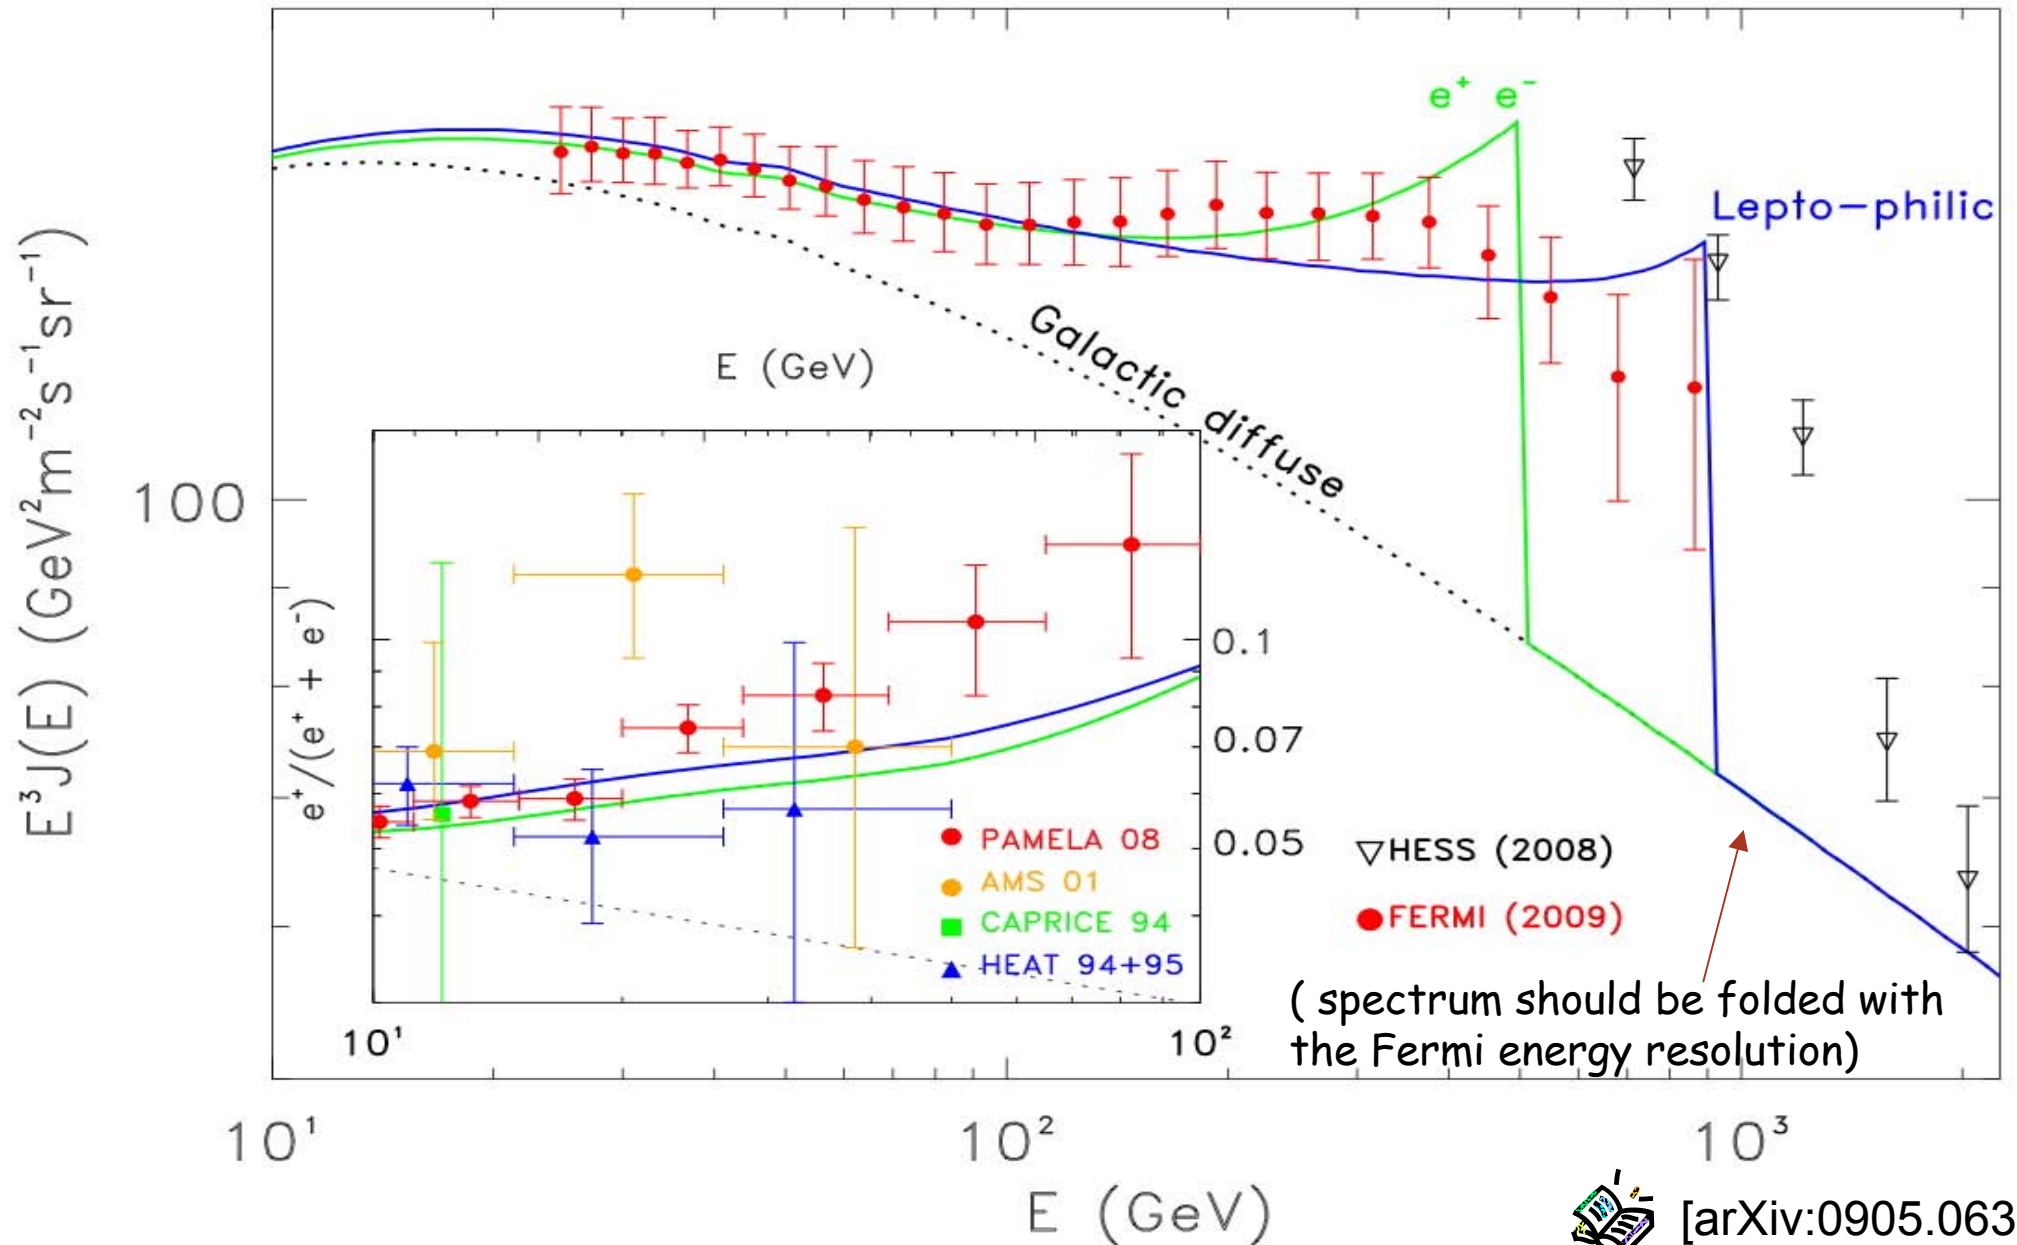 e⁺ e⁻
Lepto-philic
E³J(E) (GeV²m⁻²s⁻¹sr⁻¹)
Galactic diffuse
E (GeV)
100
e⁺/(e⁺ + e⁻)
0.1
0.07
0.05
PAMELA 08
AMS 01
CAPRICE 94
HEAT 94+95
HESS (2008)
FERMI (2009)
( spectrum should be folded with
the Fermi energy resolution)
10¹ 10²
10¹ 10² 10³
E (GeV)
[arXiv:0905.063